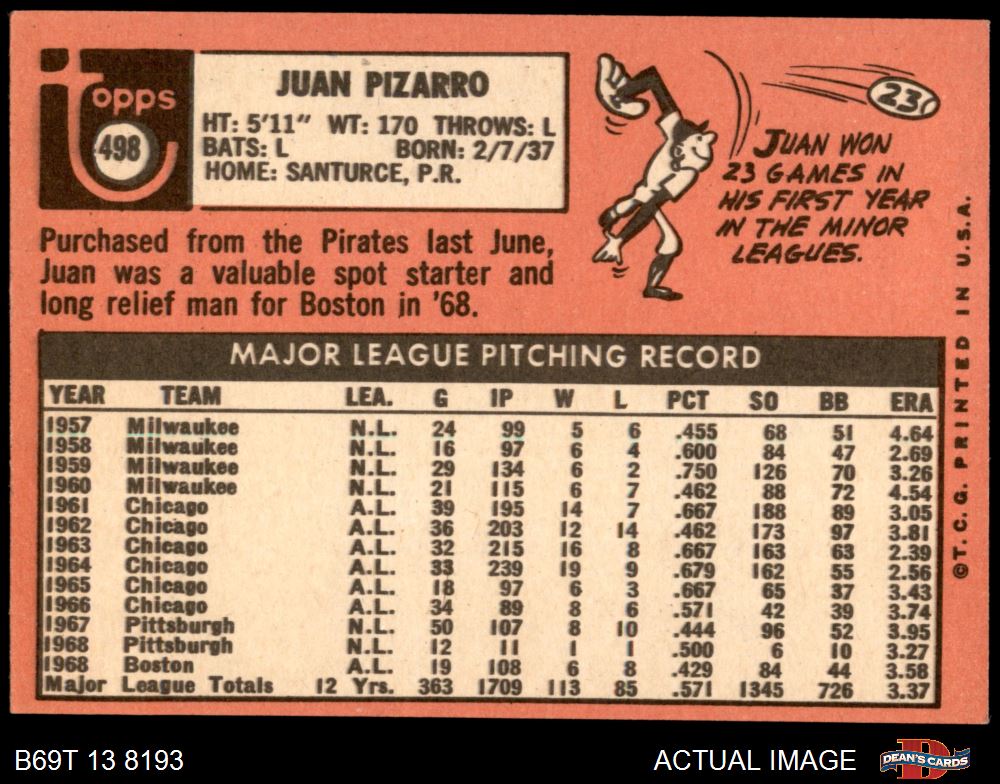 Topps
498
JUAN PIZARRO
HT: 5'11" WT: 170 THROWS: L
BATS: L BORN: 2/7/37
HOME: SANTURCE, P.R.
23
JUAN WON
23 GAMES IN
HIS FIRST YEAR
IN THE MINOR
LEAGUES.
Purchased from the Pirates last June,
Juan was a valuable spot starter and
long relief man for Boston in '68.
MAJOR LEAGUE PITCHING RECORD
YEAR TEAM LEA. G IP W L PCT SO BB ERA
1957 Milwaukee N.L. 24 99 5 6 .455 68 51 4.64
1958 Milwaukee N.L. 16 97 6 4 .600 84 47 2.69
1959 Milwaukee N.L. 29 134 6 2 .750 126 70 3.26
1960 Milwaukee N.L. 21 115 6 7 .462 88 72 4.54
1961 Chicago A.L. 39 195 14 7 .667 188 89 3.05
1962 Chicago A.L. 36 203 12 14 .462 173 97 3.81
1963 Chicago A.L. 32 215 16 8 .667 163 63 2.39
1964 Chicago A.L. 33 239 19 9 .679 162 55 2.56
1965 Chicago A.L. 18 97 6 3 .667 65 37 3.43
1966 Chicago A.L. 34 89 8 6 .571 42 39 3.74
1967 Pittsburgh N.L. 50 107 8 10 .444 96 52 3.95
1968 Pittsburgh N.L. 12 11 1 1 .500 6 10 3.27
1968 Boston A.L. 19 108 6 8 .429 84 44 3.58
Major League Totals 12 Yrs. 363 1709 113 85 .571 1345 726 3.37
©T.C.G. PRINTED IN U.S.A.
B69T 13 8193
ACTUAL IMAGE
D
DEAN'S CARDS